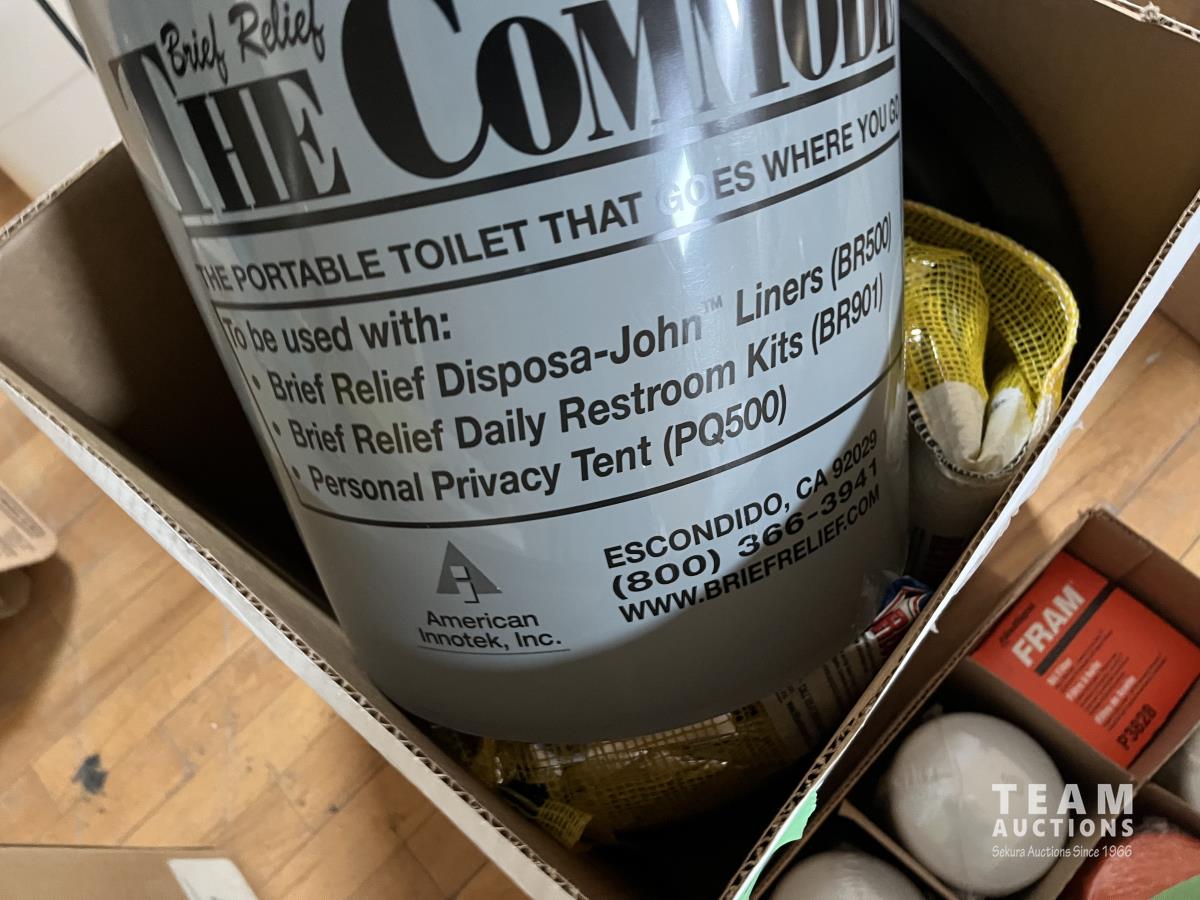 Brief Relief
THE COMMODE
THE PORTABLE TOILET THAT GOES WHERE YOU GO
To be used with:
• Brief Relief Disposa-John™ Liners (BR500)
• Brief Relief Daily Restroom Kits (BR901)
• Personal Privacy Tent (PQ500)
American
Innotek, Inc.
ESCONDIDO, CA 92029
(800) 366-3941
WWW.BRIEFRELIEF.COM
FRAM
P3828
TEAM
AUCTIONS
Sekura Auctions Since 1966